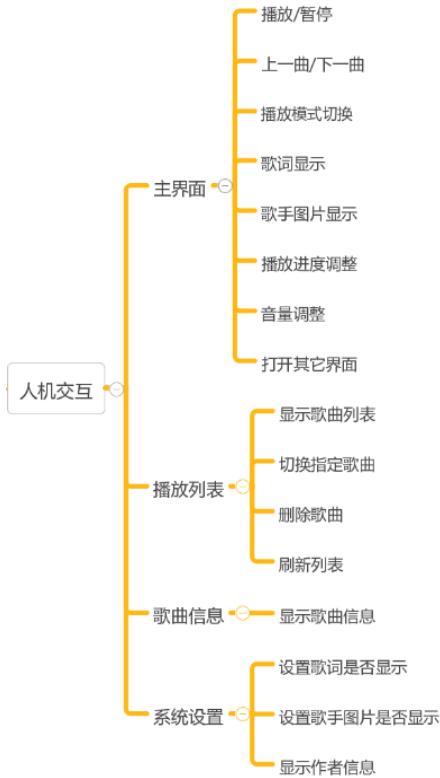 人机交互
主界面
播放/暂停
上一曲/下一曲
播放模式切换
歌词显示
歌手图片显示
播放进度调整
音量调整
打开其它界面
播放列表
显示歌曲列表
切换指定歌曲
删除歌曲
刷新列表
歌曲信息
显示歌曲信息
系统设置
设置歌词是否显示
设置歌手图片是否显示
显示作者信息